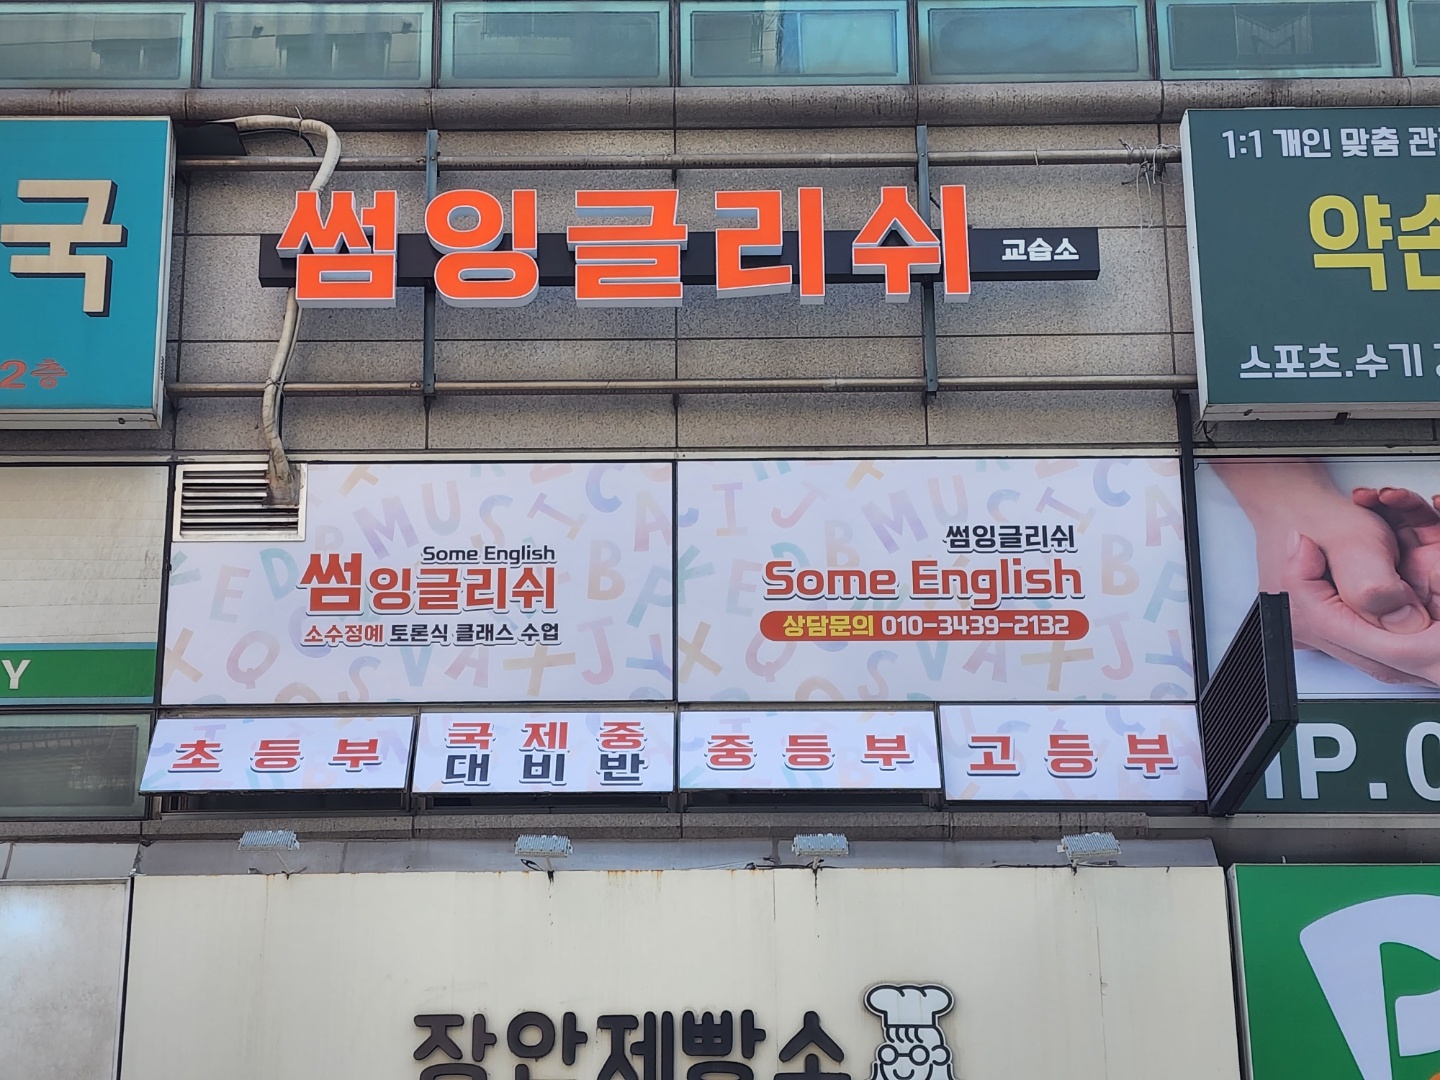 국
2층
썸잉글리쉬 교습소
1:1 개인 맞춤
약손
스포츠.수기
Some English
썸잉글리쉬
소수정예 토론식 클래스 수업
썸잉글리쉬
Some English
상담문의 010-3439-2132
Y
초등부
국제중
대비반
중등부
고등부
장안제빵소